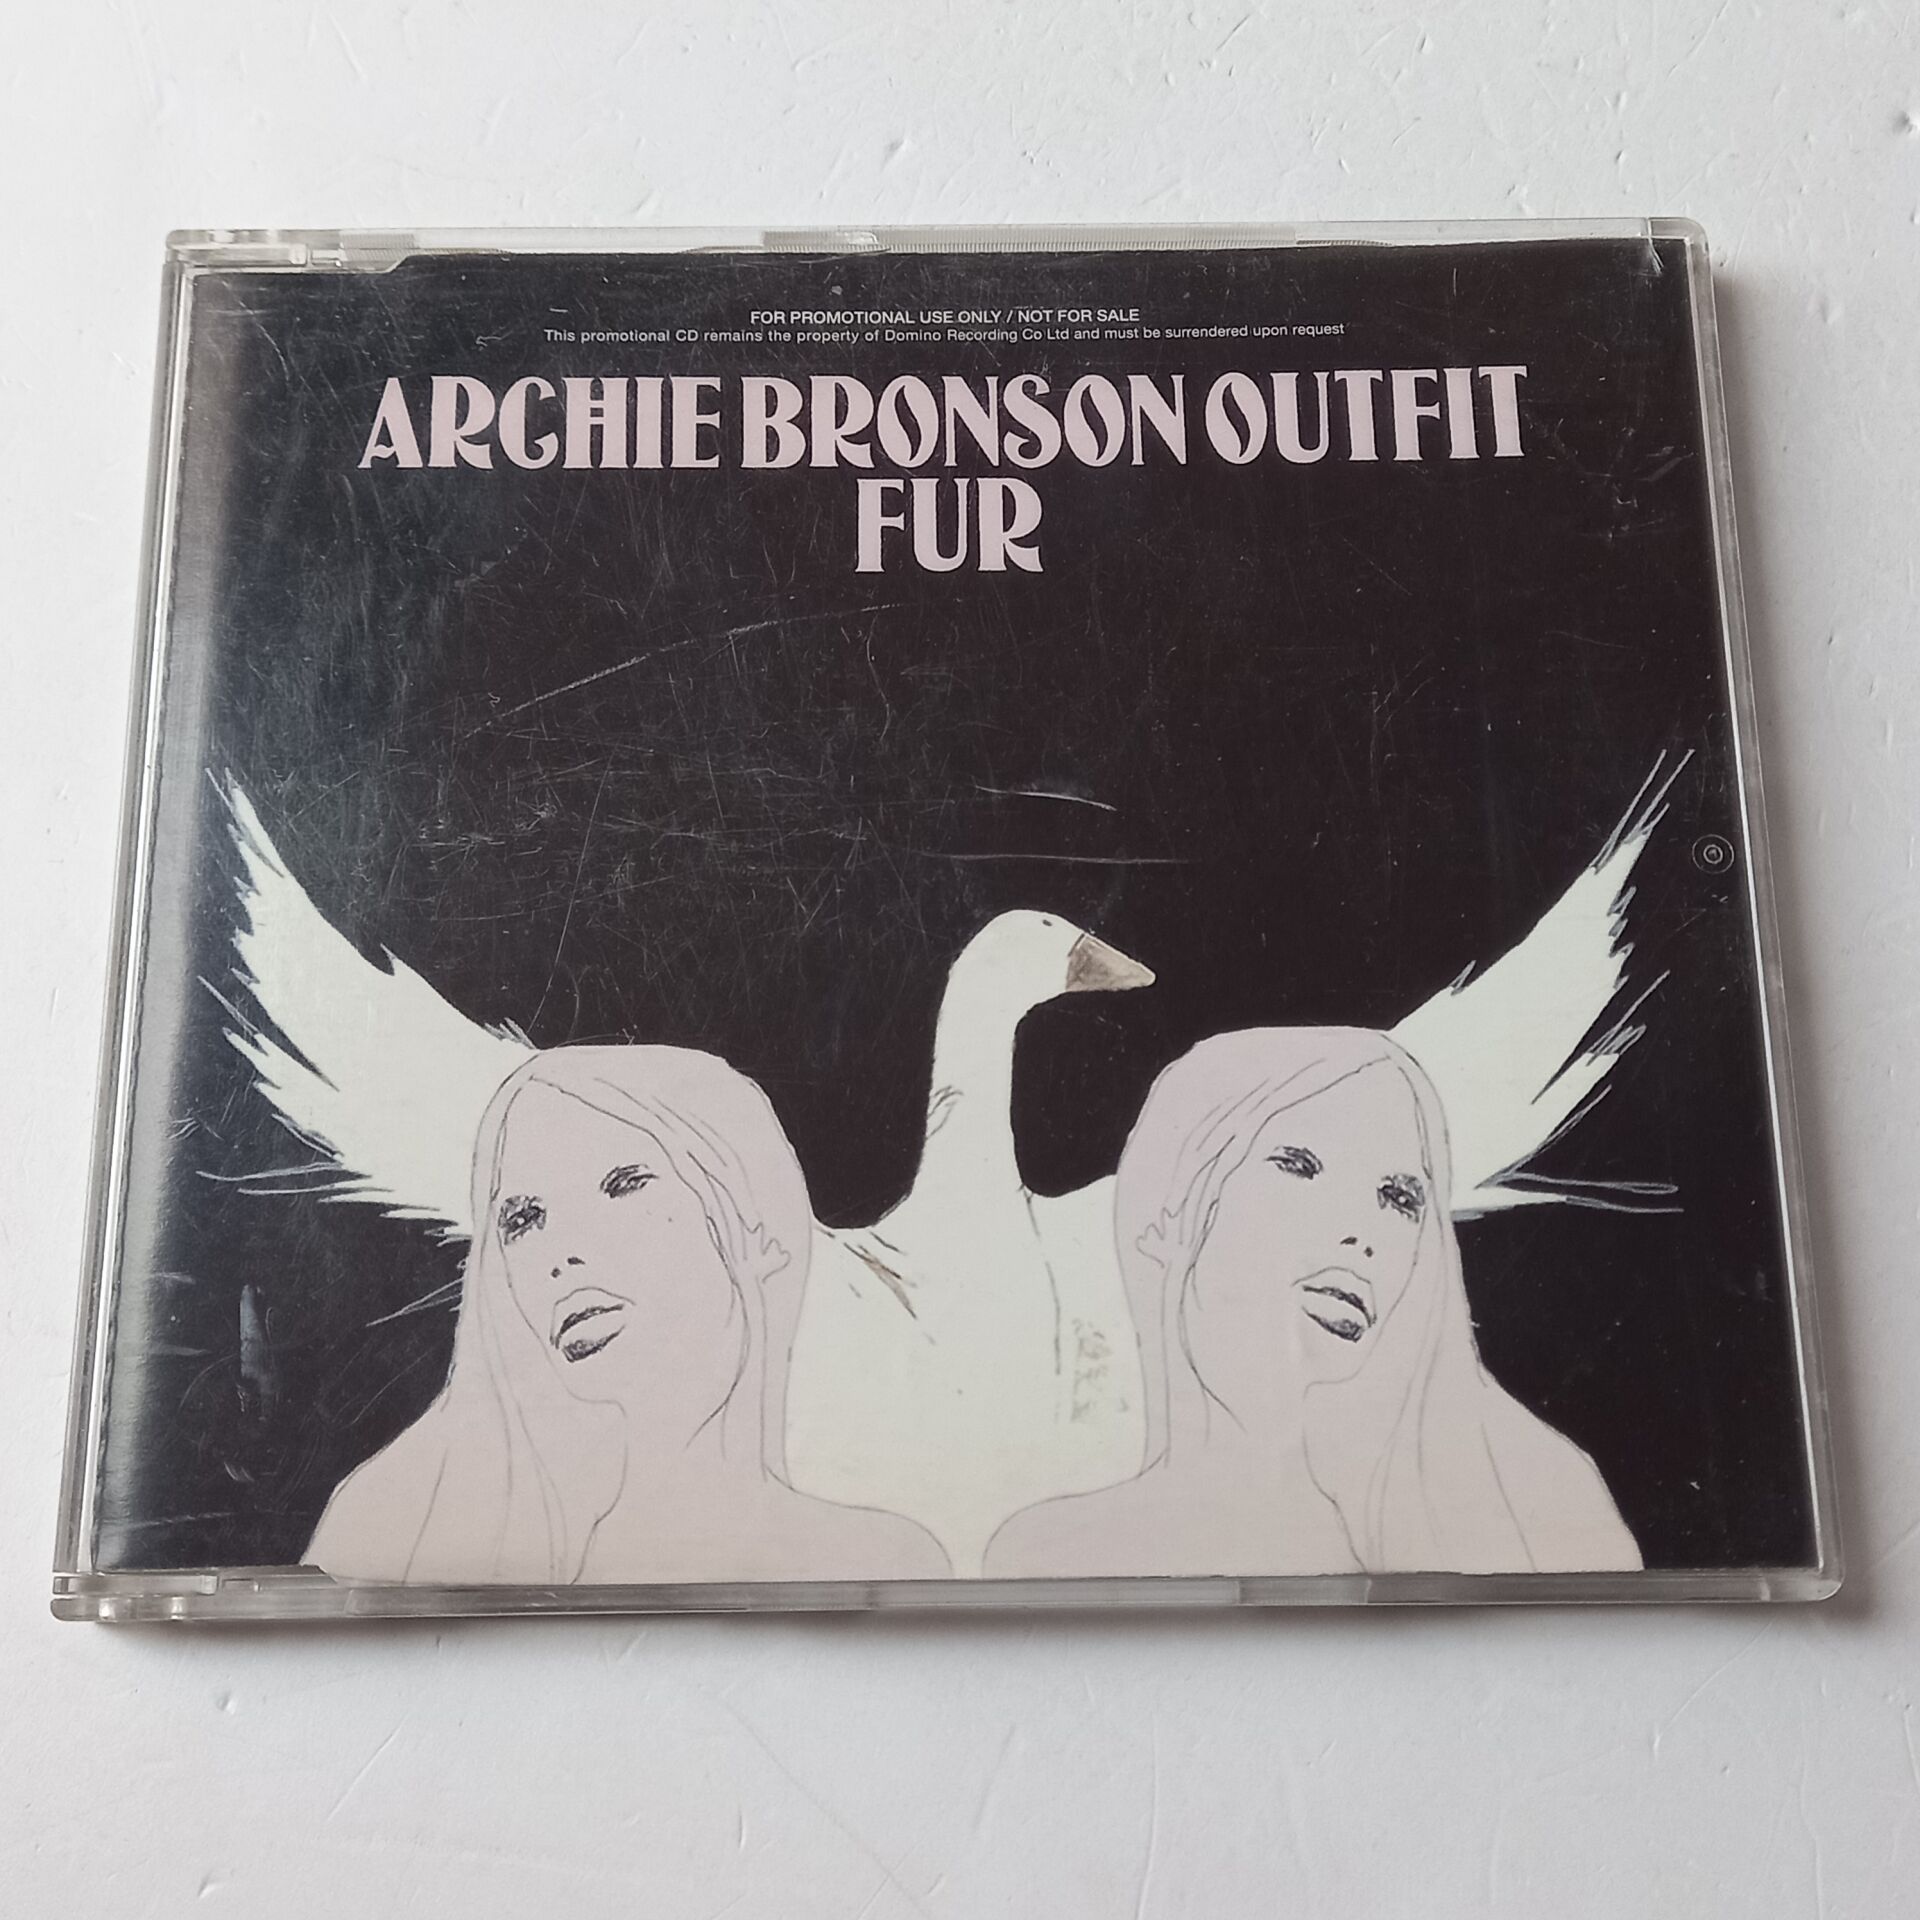 FOR PROMOTIONAL USE ONLY / NOT FOR SALE
This promotional CD remains the property of Domino Recording Co Ltd and must be surrendered upon request
ARCHIE BRONSON OUTFIT
FUR